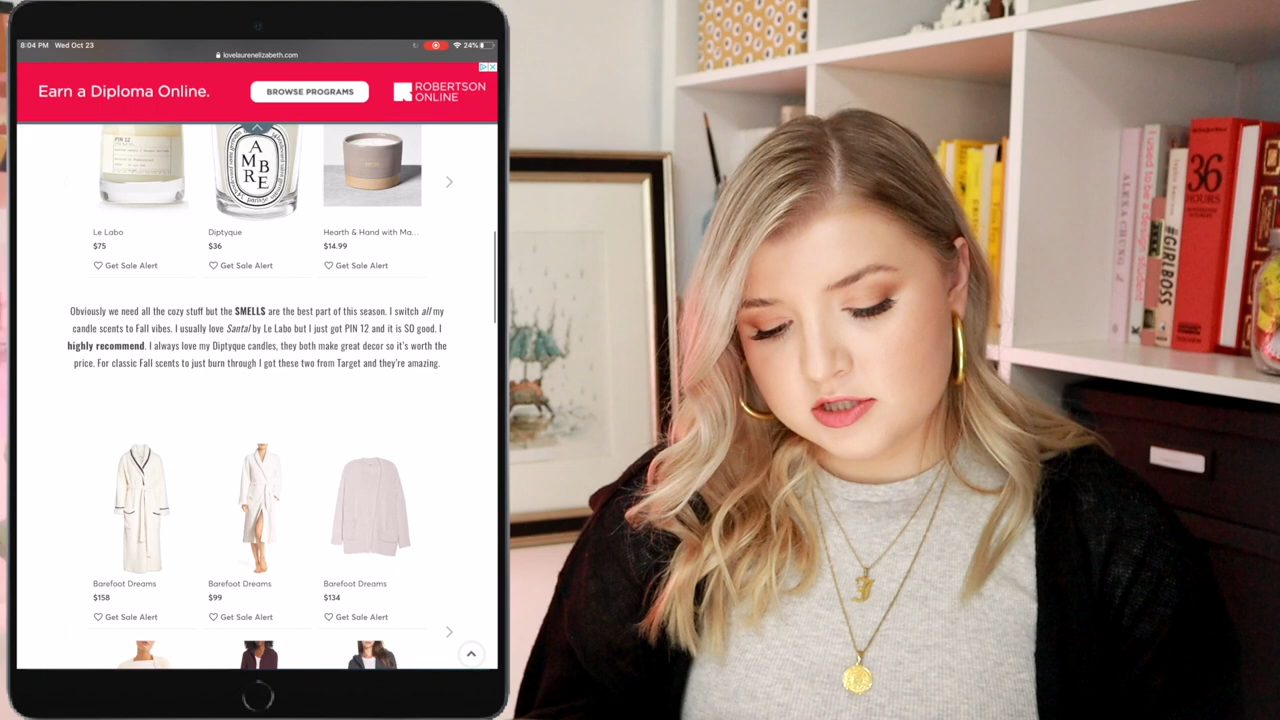 8:04 PM Wed Oct 23
24%
lovelaurenelizabeth.com
Earn a Diploma Online.
BROWSE PROGRAMS
ROBERTSON
ONLINE
PIN 12
AMBRE
Le Labo
Diptyque
Hearth & Hand with Ma...
$75
$36
$14.99
Get Sale Alert
Get Sale Alert
Get Sale Alert
Obviously we need all the cozy stuff but the SMELLS are the best part of this season. I switch all my
candle scents to Fall vibes. I usually love Santal by Le Labo but I just got PIN 12 and it is SO good. I
highly recommend. I always love my Diptyque candles, they both make great decor so it's worth the
price. For classic Fall scents to just burn through I got these two from Target and they're amazing.
Barefoot Dreams
Barefoot Dreams
Barefoot Dreams
$158
$99
$134
Get Sale Alert
Get Sale Alert
Get Sale Alert
ALEXA CHUNG
I used to be a design student
#GIRLBOSS
36
HOURS
TASCHEN